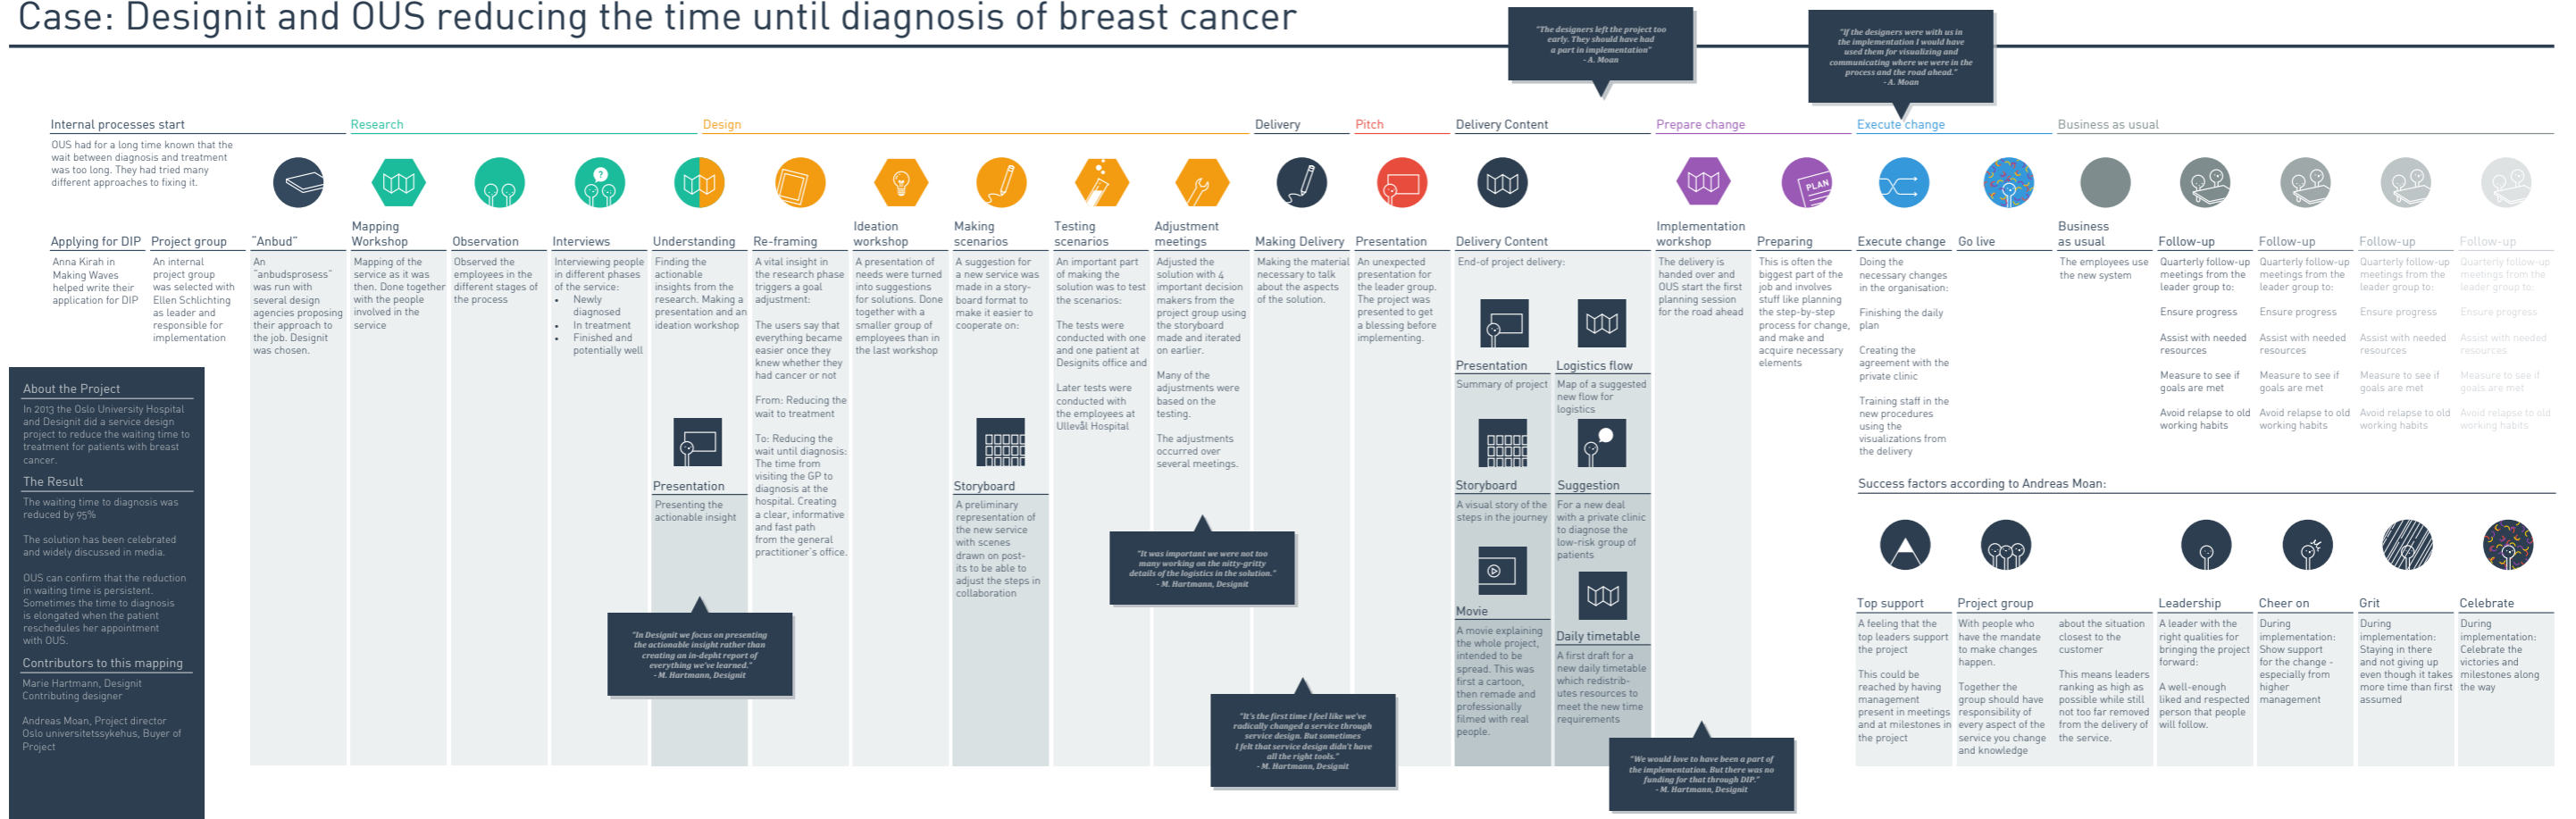 Case: Designit and OUS reducing the time until diagnosis of breast cancer
"The designers left the project too
early. They should have had
a part in implementation"
- A. Moan
"If the designers were with us in
the implementation I would have
used them for visualizing and
communicating where we were in the
process and the road ahead."
- A. Moan
Internal processes start
OUS had for a long time known that the
wait between diagnosis and treatment
was too long. They had tried many
different approaches to fixing it.
Research
Design
Delivery
Pitch
Delivery Content
Prepare change
Execute change
Business as usual
?
PLAN
Applying for DIP
Anna Kirah in
Making Waves
helped write their
application for DIP
Project group
An internal
project group
was selected with
Ellen Schlichting
as leader and
responsible for
implementation
"Anbud"
An
"anbudsprosess"
was run with
several design
agencies proposing
their approach to
the job. Designit
was chosen.
Mapping
Workshop
Mapping of the
service as it was
then. Done together
with the people
involved in the
service
Observation
Observed the
employees in the
different stages of
the process
Interviews
Interviewing people
in different phases
of the service:
• Newly
diagnosed
• In treatment
• Finished and
potentially well
Understanding
Finding the
actionable
insights from the
research. Making a
presentation and an
ideation workshop
Presentation
Presenting the
actionable insight
Re-framing
A vital insight in
the research phase
triggers a goal
adjustment:
The users say that
everything became
easier once they
knew whether they
had cancer or not
From: Reducing the
wait to treatment
To: Reducing the
wait until diagnosis:
The time from
visiting the GP to
diagnosis at the
hospital. Creating
a clear, informative
and fast path
from the general
practitioner's office.
Ideation
workshop
A presentation of
needs were turned
into suggestions
for solutions. Done
together with a
smaller group of
employees than in
the last workshop
Making
scenarios
A suggestion for
a new service was
made in a story-
board format to
make it easier to
cooperate on:
Storyboard
A preliminary
representation of
the new service
with scenes
drawn on post-
its to be able to
adjust the steps in
collaboration
Testing
scenarios
An important part
of making the
solution was to test
the scenarios:
The tests were
conducted with one
and one patient at
Designits office and
Later tests were
conducted with
the employees at
Ullevål Hospital
Adjustment
meetings
Adjusted the
solution with 4
important decision
makers from the
project group using
the storyboard
made and iterated
on earlier.
Many of the
adjustments were
based on the
testing.
The adjustments
occurred over
several meetings.
Making Delivery
Making the material
necessary to talk
about the aspects
of the solution.
Presentation
An unexpected
presentation for
the leader group.
The project was
presented to get
a blessing before
implementing.
Delivery Content
End-of project delivery:
Presentation
Summary of project
Logistics flow
Map of a suggested
new flow for
logistics
Storyboard
A visual story of the
steps in the journey
Suggestion
For a new deal
with a private clinic
to diagnose the
low-risk group of
patients
Movie
A movie explaining
the whole project,
intended to be
spread. This was
first a cartoon,
then remade and
professionally
filmed with real
people.
Daily timetable
A first draft for a
new daily timetable
which redistrib-
utes resources to
meet the new time
requirements
Implementation
workshop
The delivery is
handed over and
OUS start the first
planning session
for the road ahead
Preparing
This is often the
biggest part of the
job and involves
stuff like planning
the step-by-step
process for change,
and make and
acquire necessary
elements
Execute change
Doing the
necessary changes
in the organisation:
Finishing the daily
plan
Creating the
agreement with the
private clinic
Training staff in the
new procedures
using the
visualizations from
the delivery
Go live
Business
as usual
The employees use
the new system
Follow-up
Quarterly follow-up
meetings from the
leader group to:
Ensure progress
Assist with needed
resources
Measure to see if
goals are met
Avoid relapse to old
working habits
Follow-up
Quarterly follow-up
meetings from the
leader group to:
Ensure progress
Assist with needed
resources
Measure to see if
goals are met
Avoid relapse to old
working habits
Follow-up
Quarterly follow-up
meetings from the
leader group to:
Ensure progress
Assist with needed
resources
Measure to see if
goals are met
Avoid relapse to old
working habits
Follow-up
Quarterly follow-up
meetings from the
leader group to:
Ensure progress
Assist with needed
resources
Measure to see if
goals are met
Avoid relapse to old
working habits
About the Project
In 2013 the Oslo University Hospital
and Designit did a service design
project to reduce the waiting time to
treatment for patients with breast
cancer.
The Result
The waiting time to diagnosis was
reduced by 95%
The solution has been celebrated
and widely discussed in media.
OUS can confirm that the reduction
in waiting time is persistent.
Sometimes the time to diagnosis
is elongated when the patient
reschedules her appointment
with OUS.
Contributors to this mapping
Marie Hartmann, Designit
Contributing designer
Andreas Moan, Project director
Oslo universitetssykehus, Buyer of
Project
"In Designit we focus on presenting
the actionable insight rather than
creating an in-depht report of
everything we've learned."
- M. Hartmann, Designit
"It was important we were not too
many working on the nitty-gritty
details of the logistics in the solution."
- M. Hartmann, Designit
"It's the first time I feel like we've
radically changed a service through
service design. But sometimes
I felt that service design didn't have
all the right tools."
- M. Hartmann, Designit
"We would love to have been a part of
the implementation. But there was no
funding for that through DIP."
- M. Hartmann, Designit
Success factors according to Andreas Moan:
Top support
A feeling that the
top leaders support
the project
This could be
reached by having
management
present in meetings
and at milestones in
the project
Project group
With people who
have the mandate
to make changes
happen.
Together the
group should have
responsibility of
every aspect of the
service you change
and knowledge
about the situation
closest to the
customer
This means leaders
ranking as high as
possible while still
not too far removed
from the delivery of
the service.
Leadership
A leader with the
right qualities for
bringing the project
forward:
A well-enough
liked and respected
person that people
will follow.
Cheer on
During
implementation:
Show support
for the change -
especially from
higher
management
Grit
During
implementation:
Staying in there
and not giving up
even though it takes
more time than first
assumed
Celebrate
During
implementation:
Celebrate the
victories and
milestones along
the way